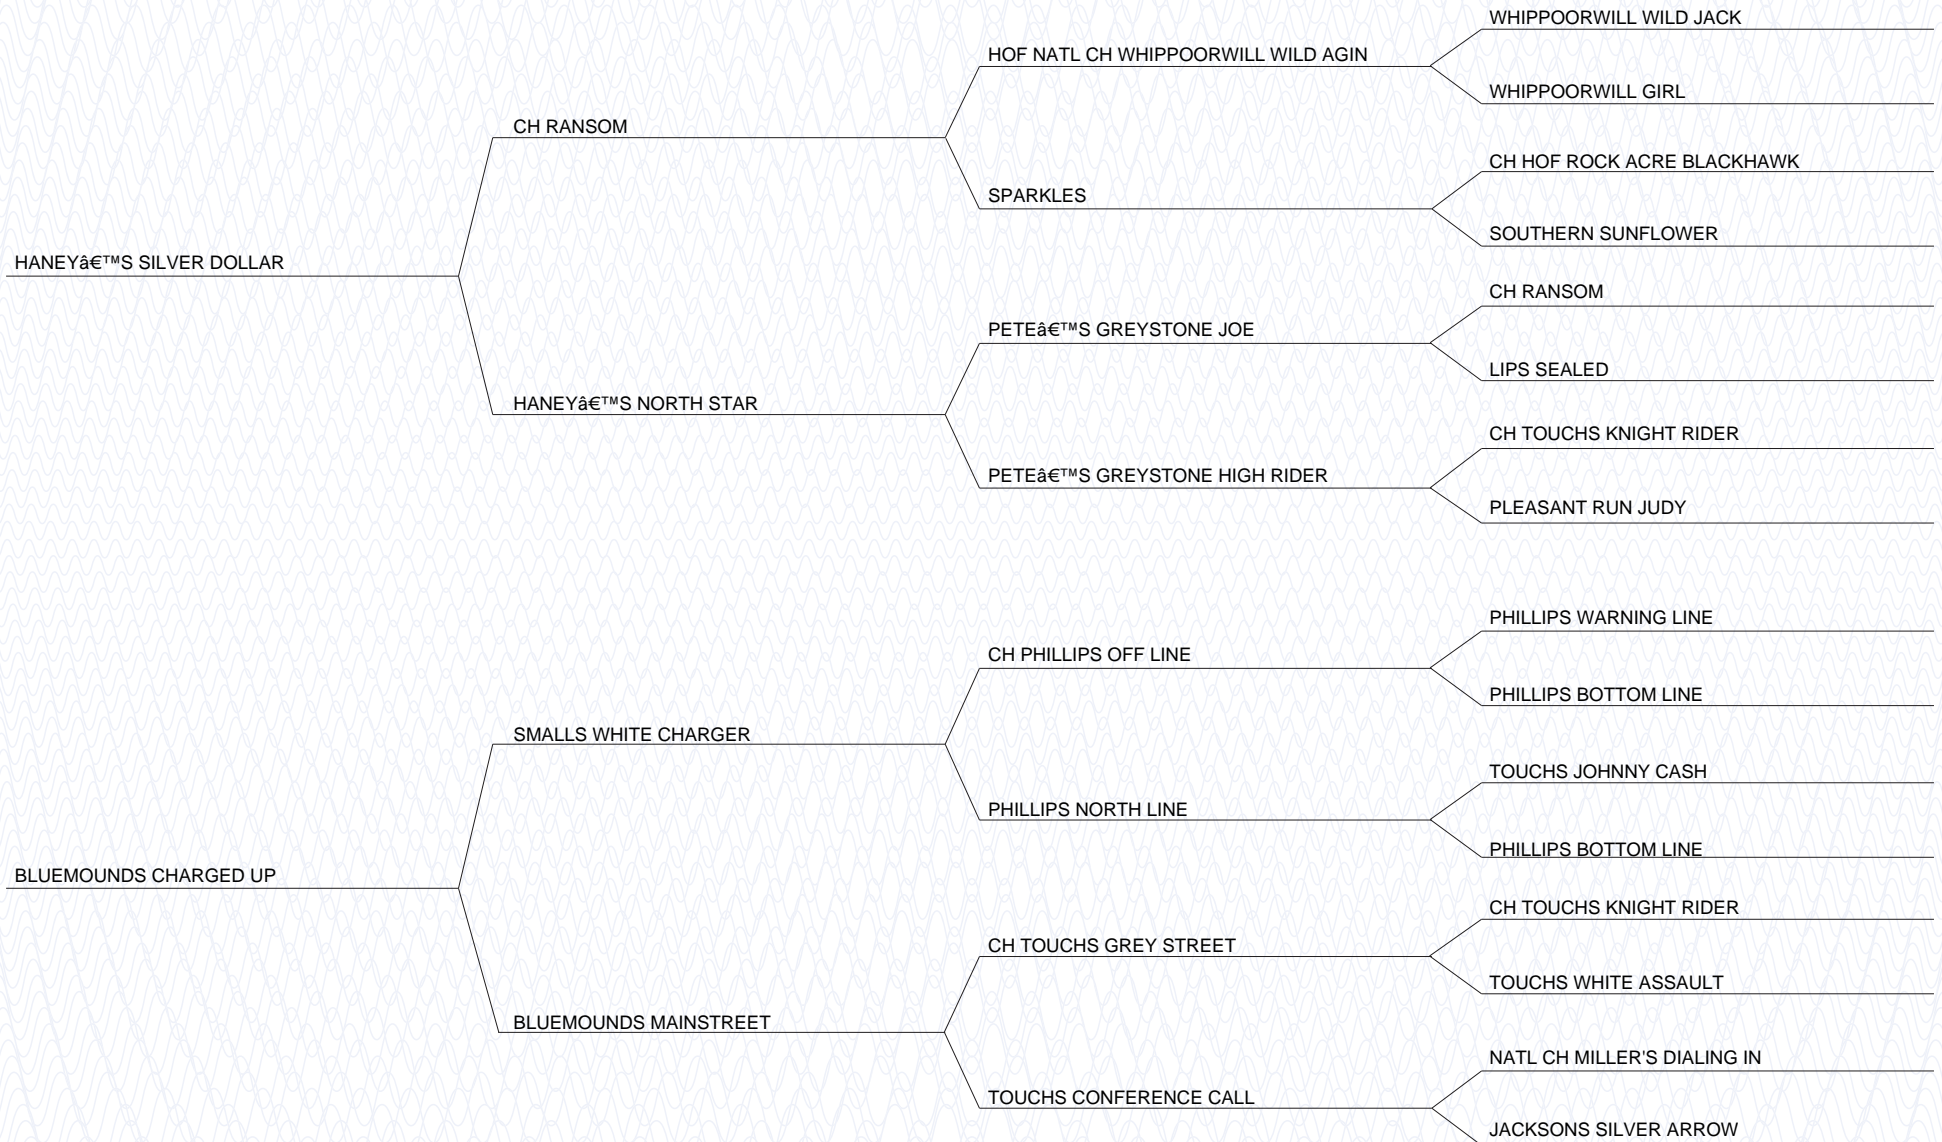 WHIPPOORWILL WILD JACK
HOF NATL CH WHIPPOORWILL WILD AGIN
WHIPPOORWILL GIRL
CH RANSOM
CH HOF ROCK ACRE BLACKHAWK
SPARKLES
SOUTHERN SUNFLOWER
HANEYâ€™S SILVER DOLLAR
CH RANSOM
PETEâ€™S GREYSTONE JOE
LIPS SEALED
HANEYâ€™S NORTH STAR
CH TOUCHS KNIGHT RIDER
PETEâ€™S GREYSTONE HIGH RIDER
PLEASANT RUN JUDY
PHILLIPS WARNING LINE
CH PHILLIPS OFF LINE
PHILLIPS BOTTOM LINE
SMALLS WHITE CHARGER
TOUCHS JOHNNY CASH
PHILLIPS NORTH LINE
PHILLIPS BOTTOM LINE
BLUEMOUNDS CHARGED UP
CH TOUCHS KNIGHT RIDER
CH TOUCHS GREY STREET
TOUCHS WHITE ASSAULT
BLUEMOUNDS MAINSTREET
NATL CH MILLER'S DIALING IN
TOUCHS CONFERENCE CALL
JACKSONS SILVER ARROW